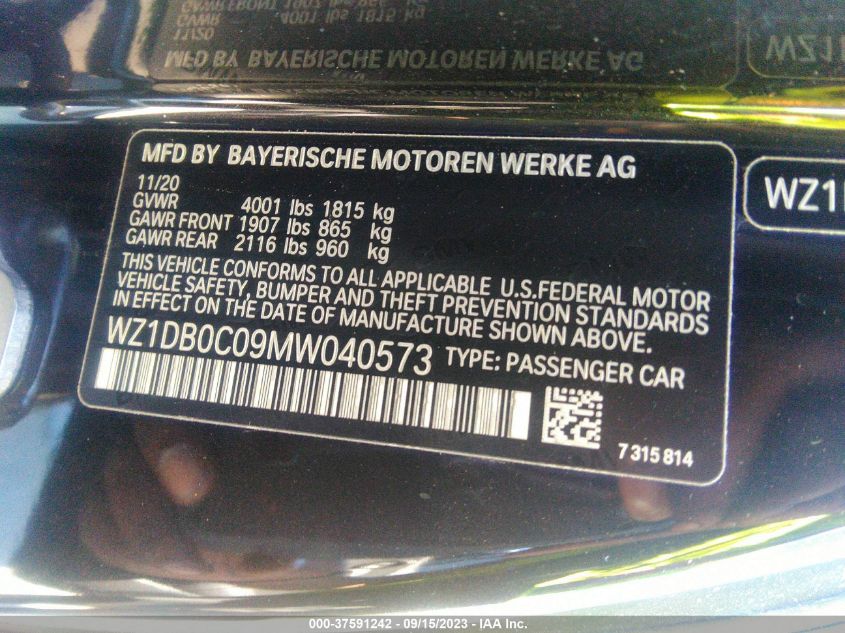 11/20
MFD BY BAYERISCHE MOTOREN WERKE AG
MFD BY BAYERISCHE MOTOREN WERKE AG
11/20
GVWR 4001 lbs 1815 kg
GAWR FRONT 1907 lbs 865 kg
GAWR REAR 2116 lbs 960 kg
THIS VEHICLE CONFORMS TO ALL APPLICABLE U.S.FEDERAL MOTOR
VEHICLE SAFETY, BUMPER AND THEFT PREVENTION STANDARDS
IN EFFECT ON THE DATE OF MANUFACTURE SHOWN ABOVE.
WZ1DB0C09MW040573 TYPE: PASSENGER CAR
7 315 814
WZ1
00 - 37591242 - 09/15/2023 - IAA Inc.